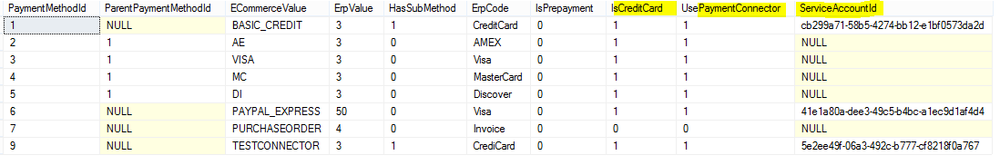 PaymentMethodId ParentPaymentMethodId ECommerceValue ErpValue HasSubMethod ErpCode IsPrepayment IsCreditCard UsePaymentConnector ServiceAccountId
1 NULL BASIC_CREDIT 3 1 CreditCard 0 1 1 cb299a71-58b5-4274-bb12-e1bf0573da2d
2 1 AE 3 0 AMEX 0 1 1 NULL
3 1 VISA 3 0 Visa 0 1 1 NULL
4 1 MC 3 0 MasterCard 0 1 1 NULL
5 1 DI 3 0 Discover 0 1 1 NULL
6 NULL PAYPAL_EXPRESS 50 0 Visa 0 1 1 41e1a80a-dee3-49c5-b4bc-a1ec9d1af4d4
7 NULL PURCHASEORDER 4 0 Invoice 0 0 0 NULL
9 NULL TESTCONNECTOR 3 1 CrediCard 0 1 1 5e2ee49f-06a3-492c-b777-cf8218f0a767